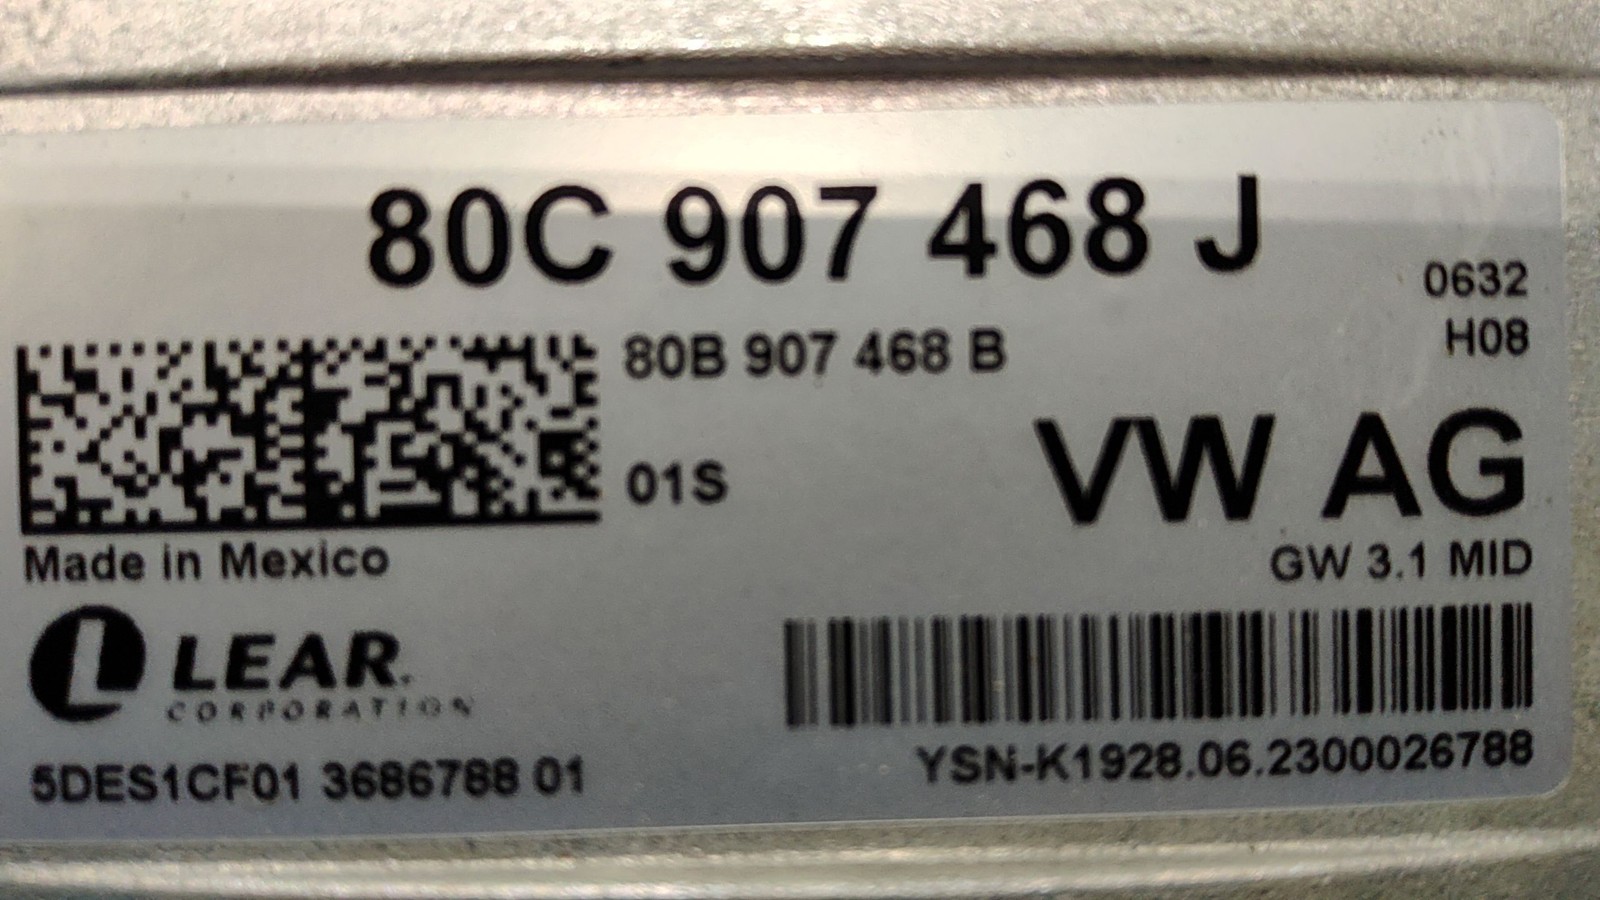 80C 907 468 J
0632
H08
80B 907 468 B
01S
VW AG
GW 3.1 MID
Made in Mexico
LEAR.
CORPORATION
5DES1CF01 3686788 01
YSN-K1928.06.2300026788